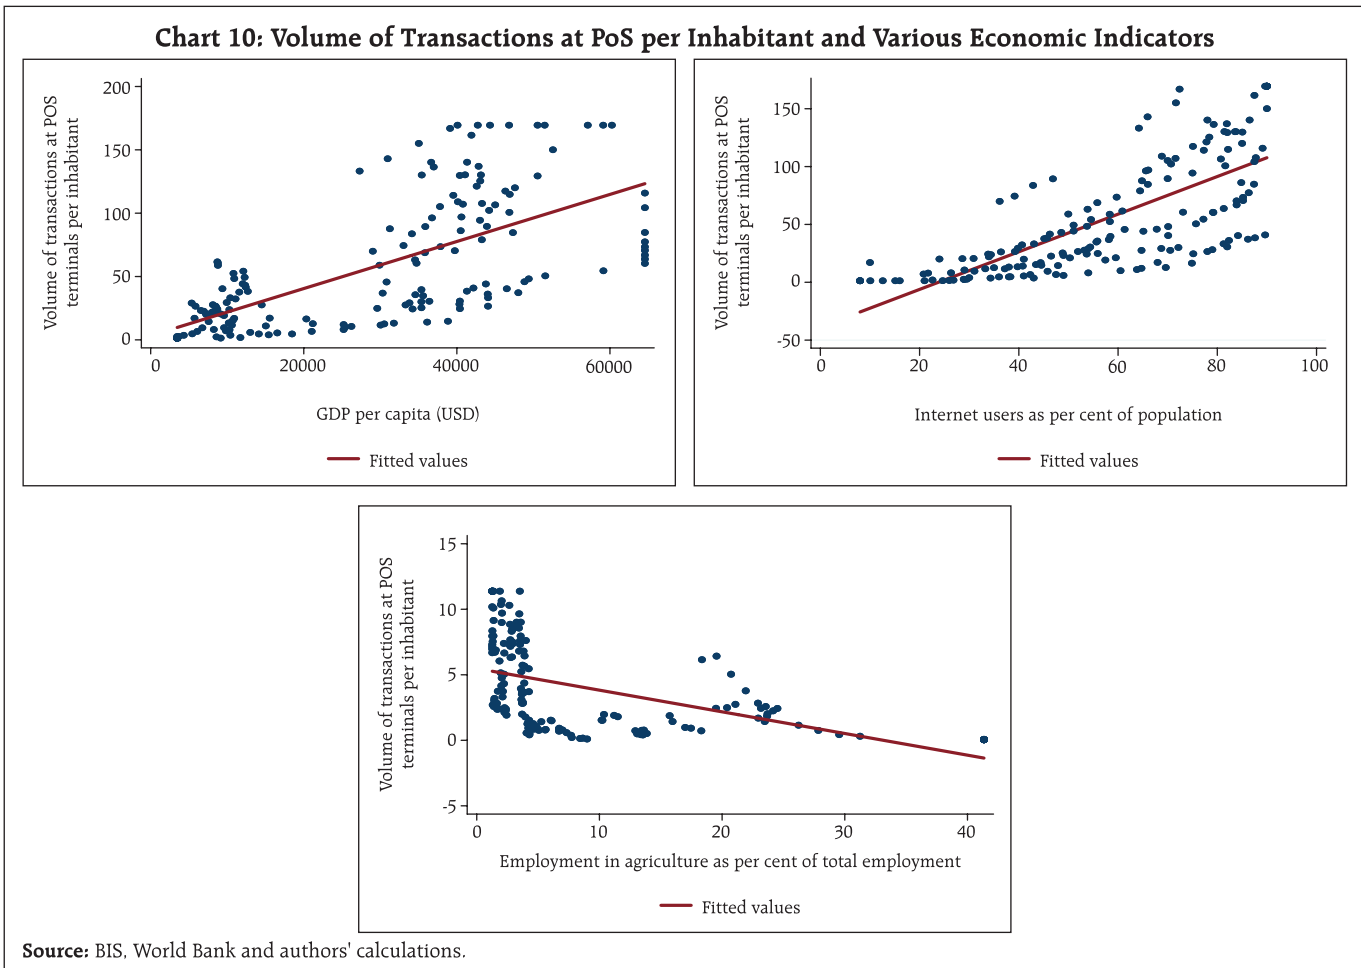 Chart 10: Volume of Transactions at PoS per Inhabitant and Various Economic Indicators
Volume of transactions at POS
terminals per inhabitant
200
150
100
50
0
0 20000 40000 60000
GDP per capita (USD)
Fitted values
Volume of transactions at POS
terminals per inhabitant
150
100
50
0
-50
0 20 40 60 80 100
Internet users as per cent of population
Fitted values
Volume of transactions at POS
terminals per inhabitant
15
10
5
0
-5
0 10 20 30 40
Employment in agriculture as per cent of total employment
Fitted values
Source: BIS, World Bank and authors' calculations.